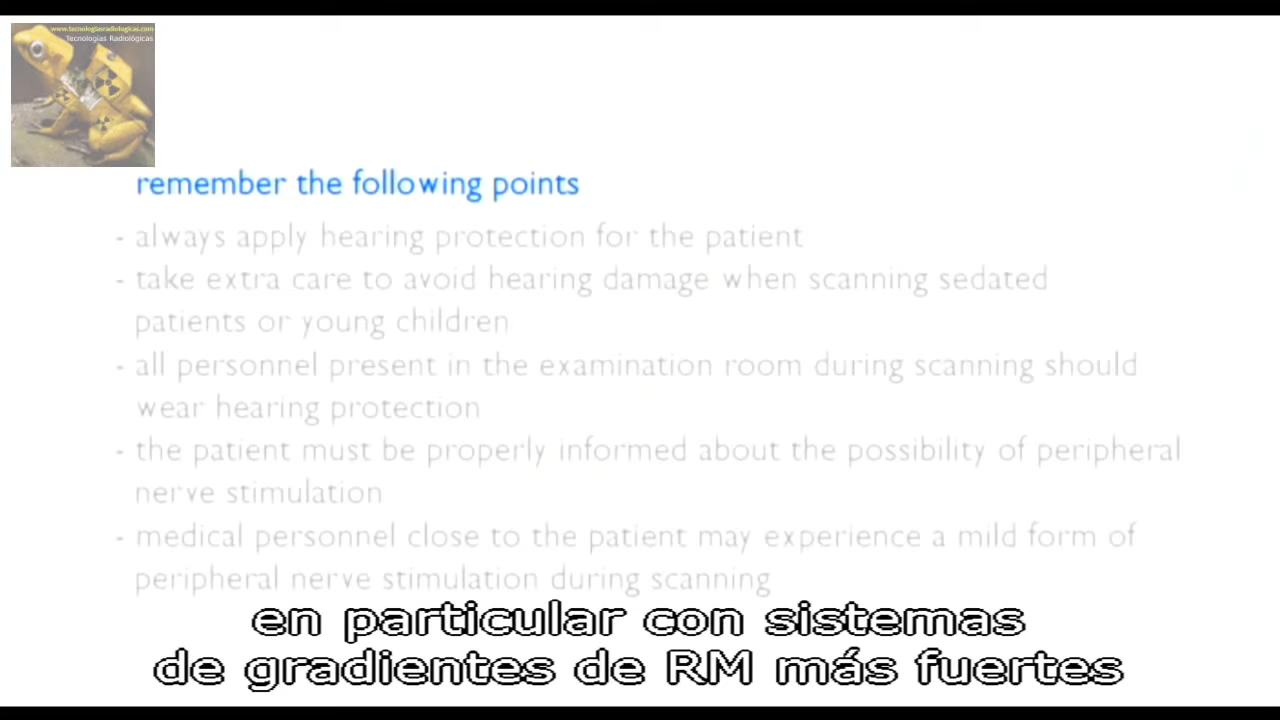 www.tecnologiasradiologicas.com
Tecnologías Radiológicas
remember the following points
- always apply hearing protection for the patient
- take extra care to avoid hearing damage when scanning sedated
patients or young children
- all personnel present in the examination room during scanning should
wear hearing protection
- the patient must be properly informed about the possibility of peripheral
nerve stimulation
- medical personnel close to the patient may experience a mild form of
peripheral nerve stimulation during scanning
en particular con sistemas
de gradientes de RM más fuertes